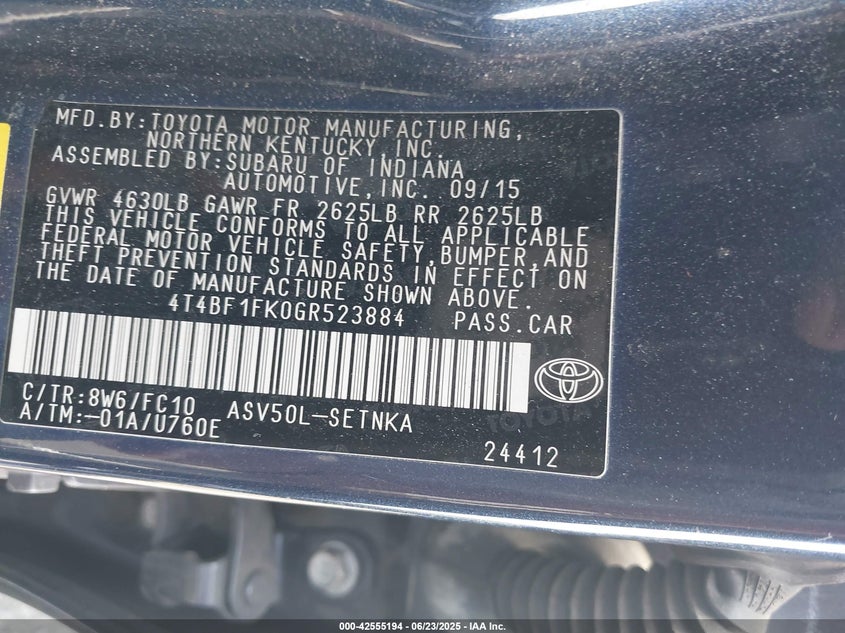 MFD.BY:TOYOTA MOTOR MANUFACTURING,
NORTHERN KENTUCKY,INC.
ASSEMBLED BY:SUBARU OF INDIANA
AUTOMOTIVE,INC. 09/15
GVWR 4630LB GAWR FR 2625LB RR 2625LB
THIS VEHICLE CONFORMS TO ALL APPLICABLE
FEDERAL MOTOR VEHICLE SAFETY,BUMPER,AND
THEFT PREVENTION STANDARDS IN EFFECT ON
THE DATE OF MANUFACTURE SHOWN ABOVE.
4T4BF1FK0GR523884 PASS.CAR
C/TR:8W6/FC10 ASV50L-SETNKA
A/TM:-01A/U760E
TOYOTA
24412
000-42555194 - 06/23/2025 - IAA Inc.